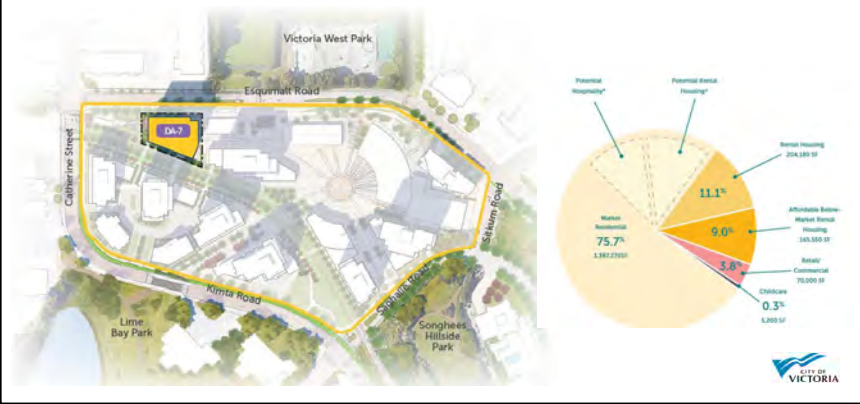 Victoria West Park
Esquimalt Road
Catherine Street
DA-7
Sitkum Road
Saghalie Road
Kimta Road
Lime
Bay Park
Songhees
Hillside
Park
Potential
Hospitality*
Potential Rental
Housing*
Rental Housing
204,180 SF
11.1%
Affordable Below-
Market Rental
Housing
165,550 SF
9.0%
Market
Residential
75.7%
Retail/
Commercial
70,000 SF
3.8%
Childcare
0.3%
5,200 SF
CITY OF
VICTORIA